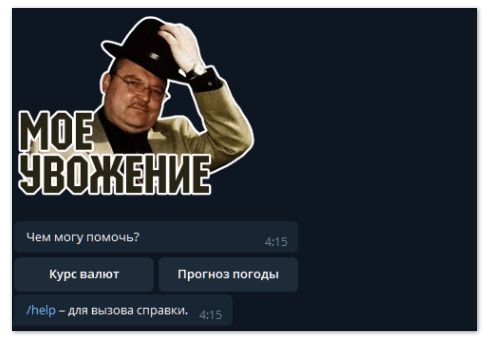 МОЕ
УВОЖЕНИЕ
Чем могу помочь?
4:15
Курс валют
Прогноз погоды
/help – для вызова справки.
4:15